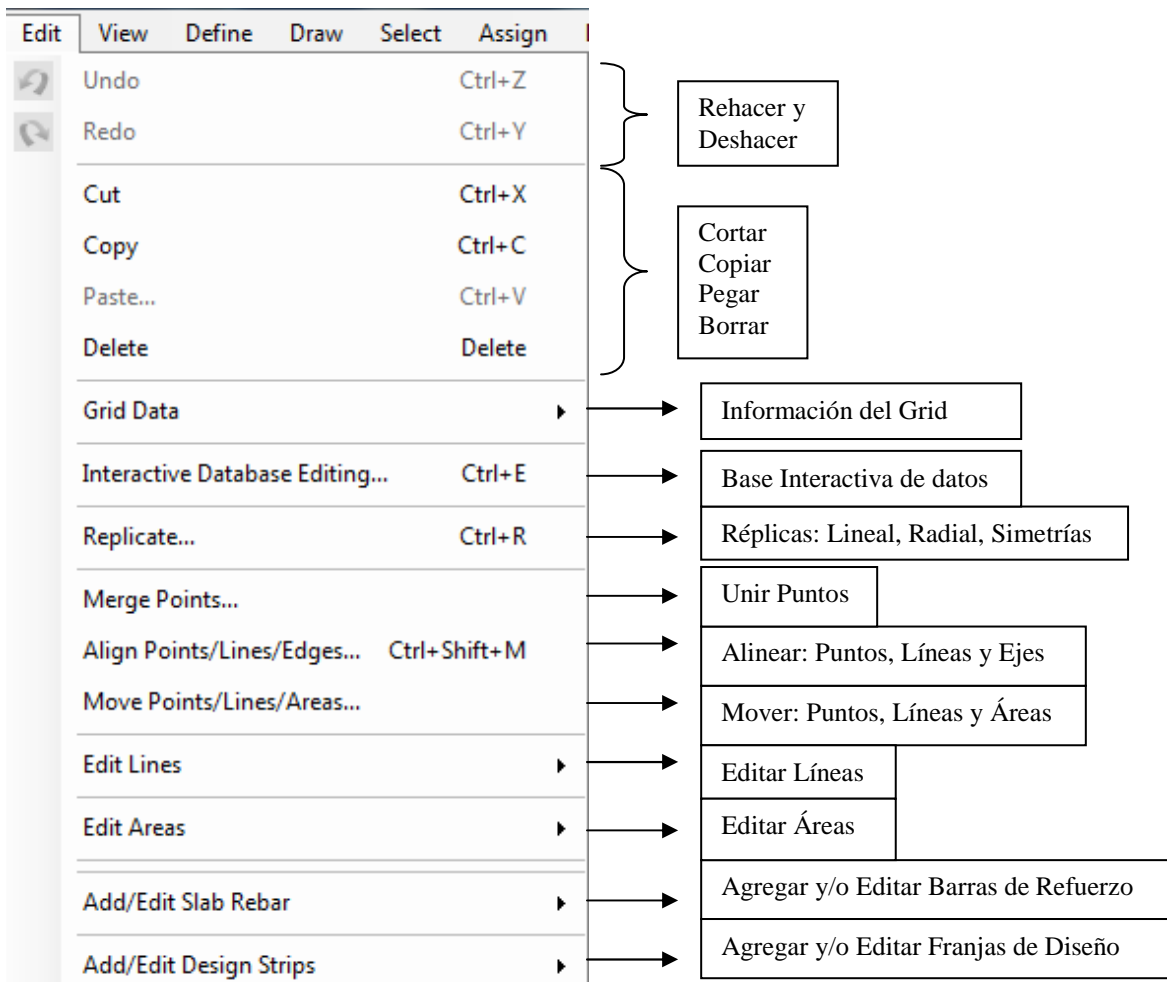 Edit View Define Draw Select Assign
Undo Ctrl+Z
Redo Ctrl+Y
Rehacer y
Deshacer
Cut Ctrl+X
Copy Ctrl+C
Paste... Ctrl+V
Delete Delete
Cortar
Copiar
Pegar
Borrar
Grid Data
Información del Grid
Interactive Database Editing... Ctrl+E
Base Interactiva de datos
Replicate... Ctrl+R
Réplicas: Lineal, Radial, Simetrías
Merge Points...
Unir Puntos
Align Points/Lines/Edges... Ctrl+Shift+M
Alinear: Puntos, Líneas y Ejes
Move Points/Lines/Areas...
Mover: Puntos, Líneas y Áreas
Edit Lines
Editar Líneas
Edit Areas
Editar Áreas
Add/Edit Slab Rebar
Agregar y/o Editar Barras de Refuerzo
Add/Edit Design Strips
Agregar y/o Editar Franjas de Diseño